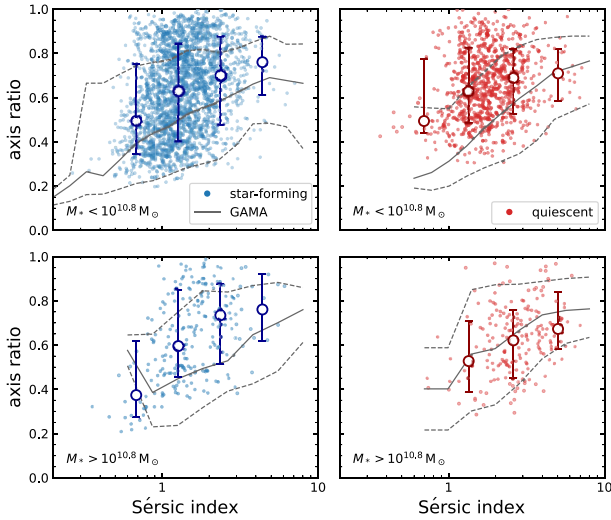 1.0
0.8
0.6
0.4
0.2
0.0
axis ratio
M* < 10^10.8 M⊙
star-forming
GAMA
M* < 10^10.8 M⊙
quiescent
1.0
0.8
0.6
0.4
0.2
0.0
axis ratio
M* > 10^10.8 M⊙
M* > 10^10.8 M⊙
1 10
1 10
Sérsic index
Sérsic index